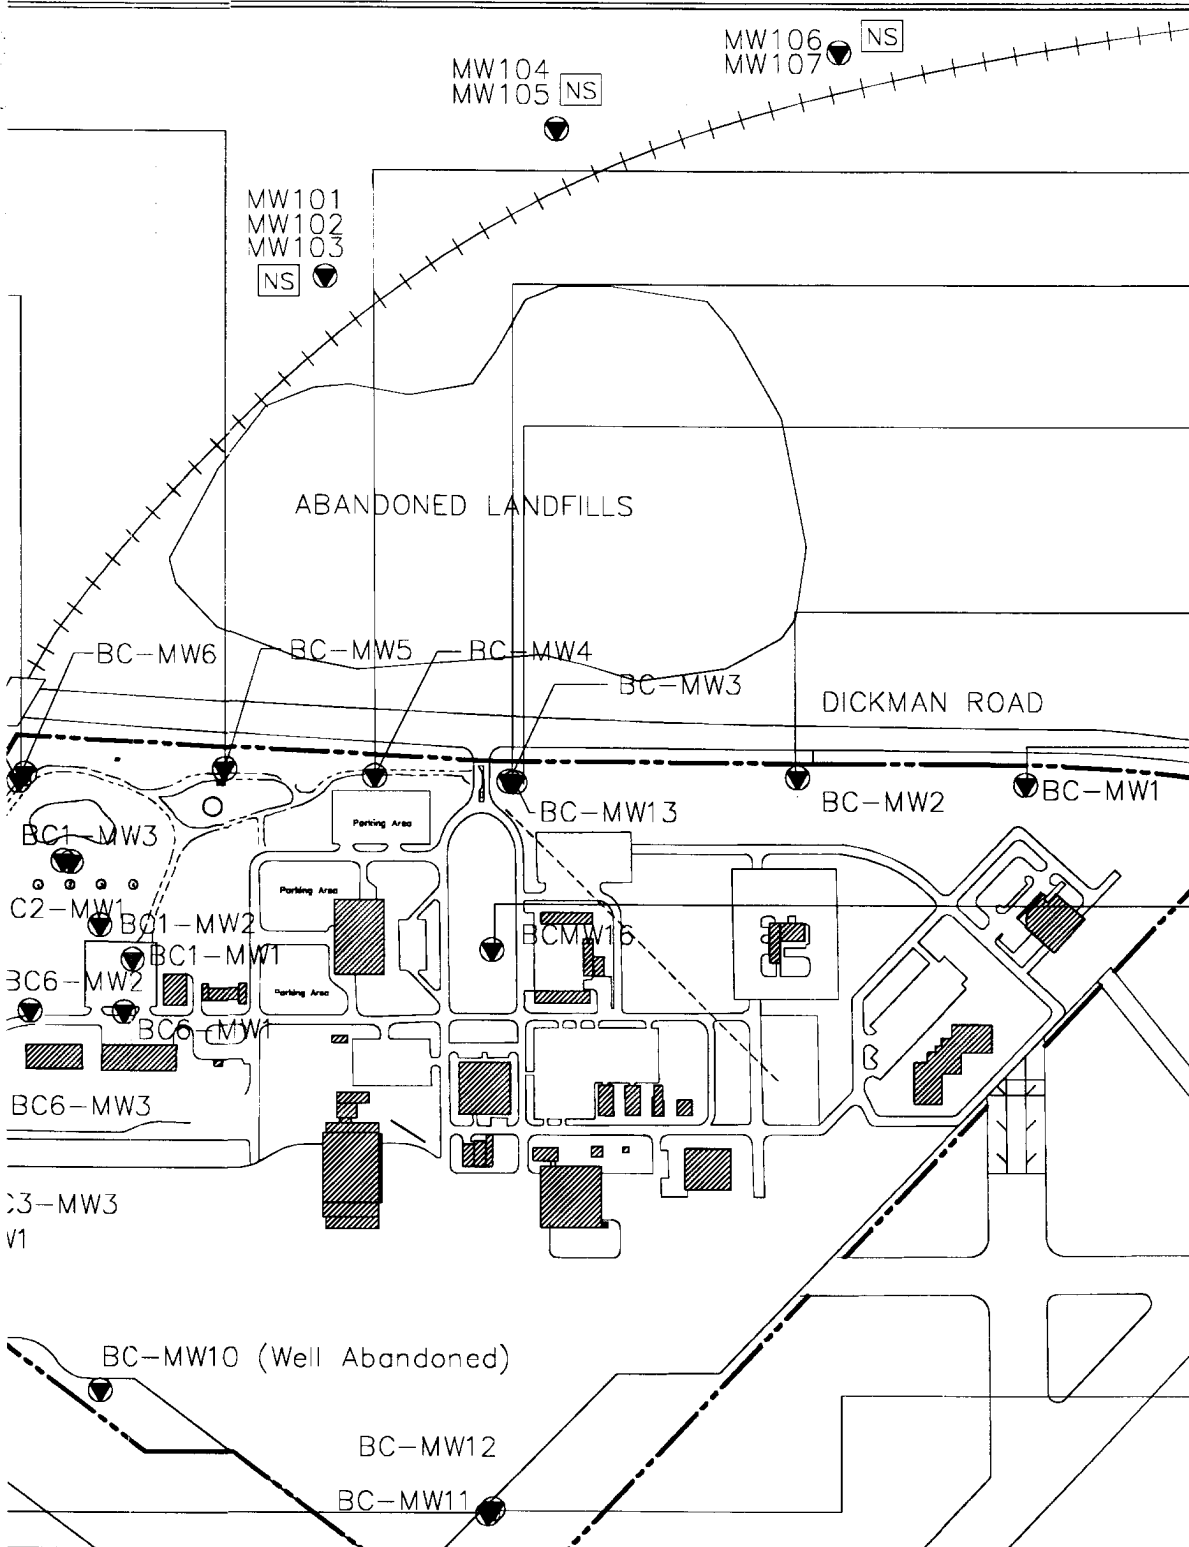 MW106 NS
MW107
MW104
MW105 NS
MW101
MW102
MW103
NS
ABANDONED LANDFILLS
BC-MW6
BC-MW5
BC-MW4
BC-MW3
DICKMAN ROAD
BC-MW13
BC-MW2
BC-MW1
Parking Area
BC1-MW3
Parking Area
C2-MW1
BC1-MW2
BCMW16
BC1-MW1
BC6-MW2
Parking Area
BC6-MW1
BC6-MW3
C3-MW3
W1
BC-MW10 (Well Abandoned)
BC-MW12
BC-MW11